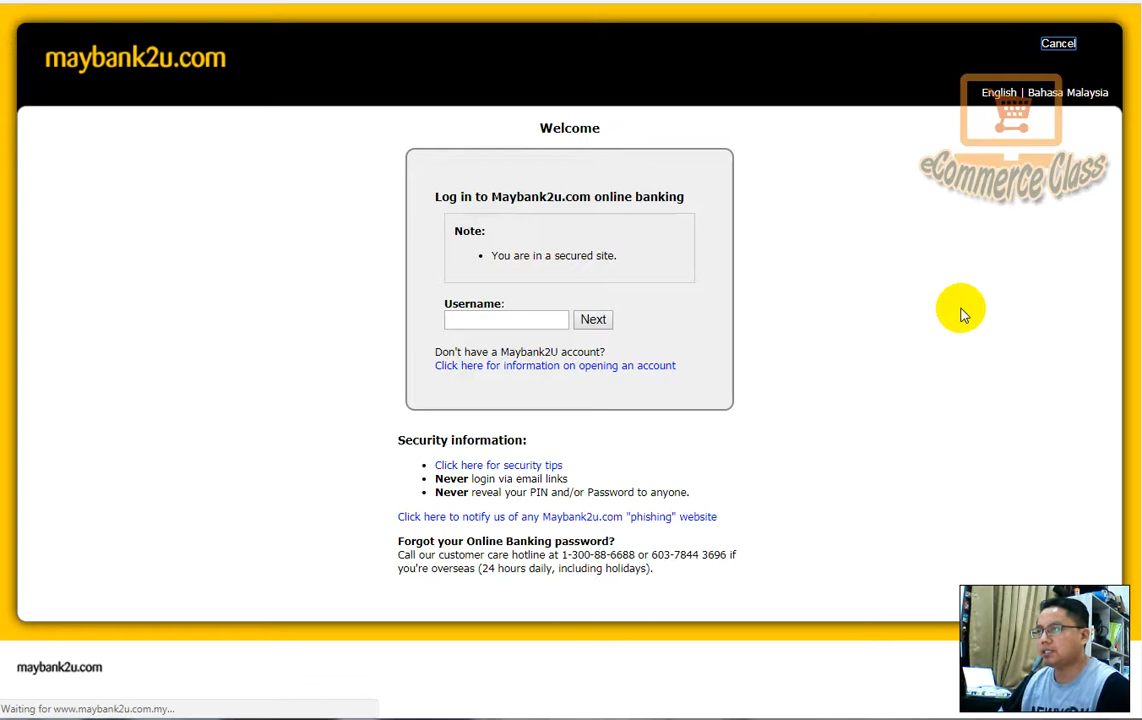 maybank2u.com
Cancel
English | Bahasa Malaysia
eCommerce Class
Welcome
Log in to Maybank2u.com online banking
Note:
• You are in a secured site.
Username:
Next
Don't have a Maybank2U account?
Click here for information on opening an account
Security information:
• Click here for security tips
• Never login via email links
• Never reveal your PIN and/or Password to anyone.
Click here to notify us of any Maybank2u.com "phishing" website
Forgot your Online Banking password?
Call our customer care hotline at 1-300-88-6688 or 603-7844 3696 if
you're overseas (24 hours daily, including holidays).
maybank2u.com
Waiting for www.maybank2u.com.my...